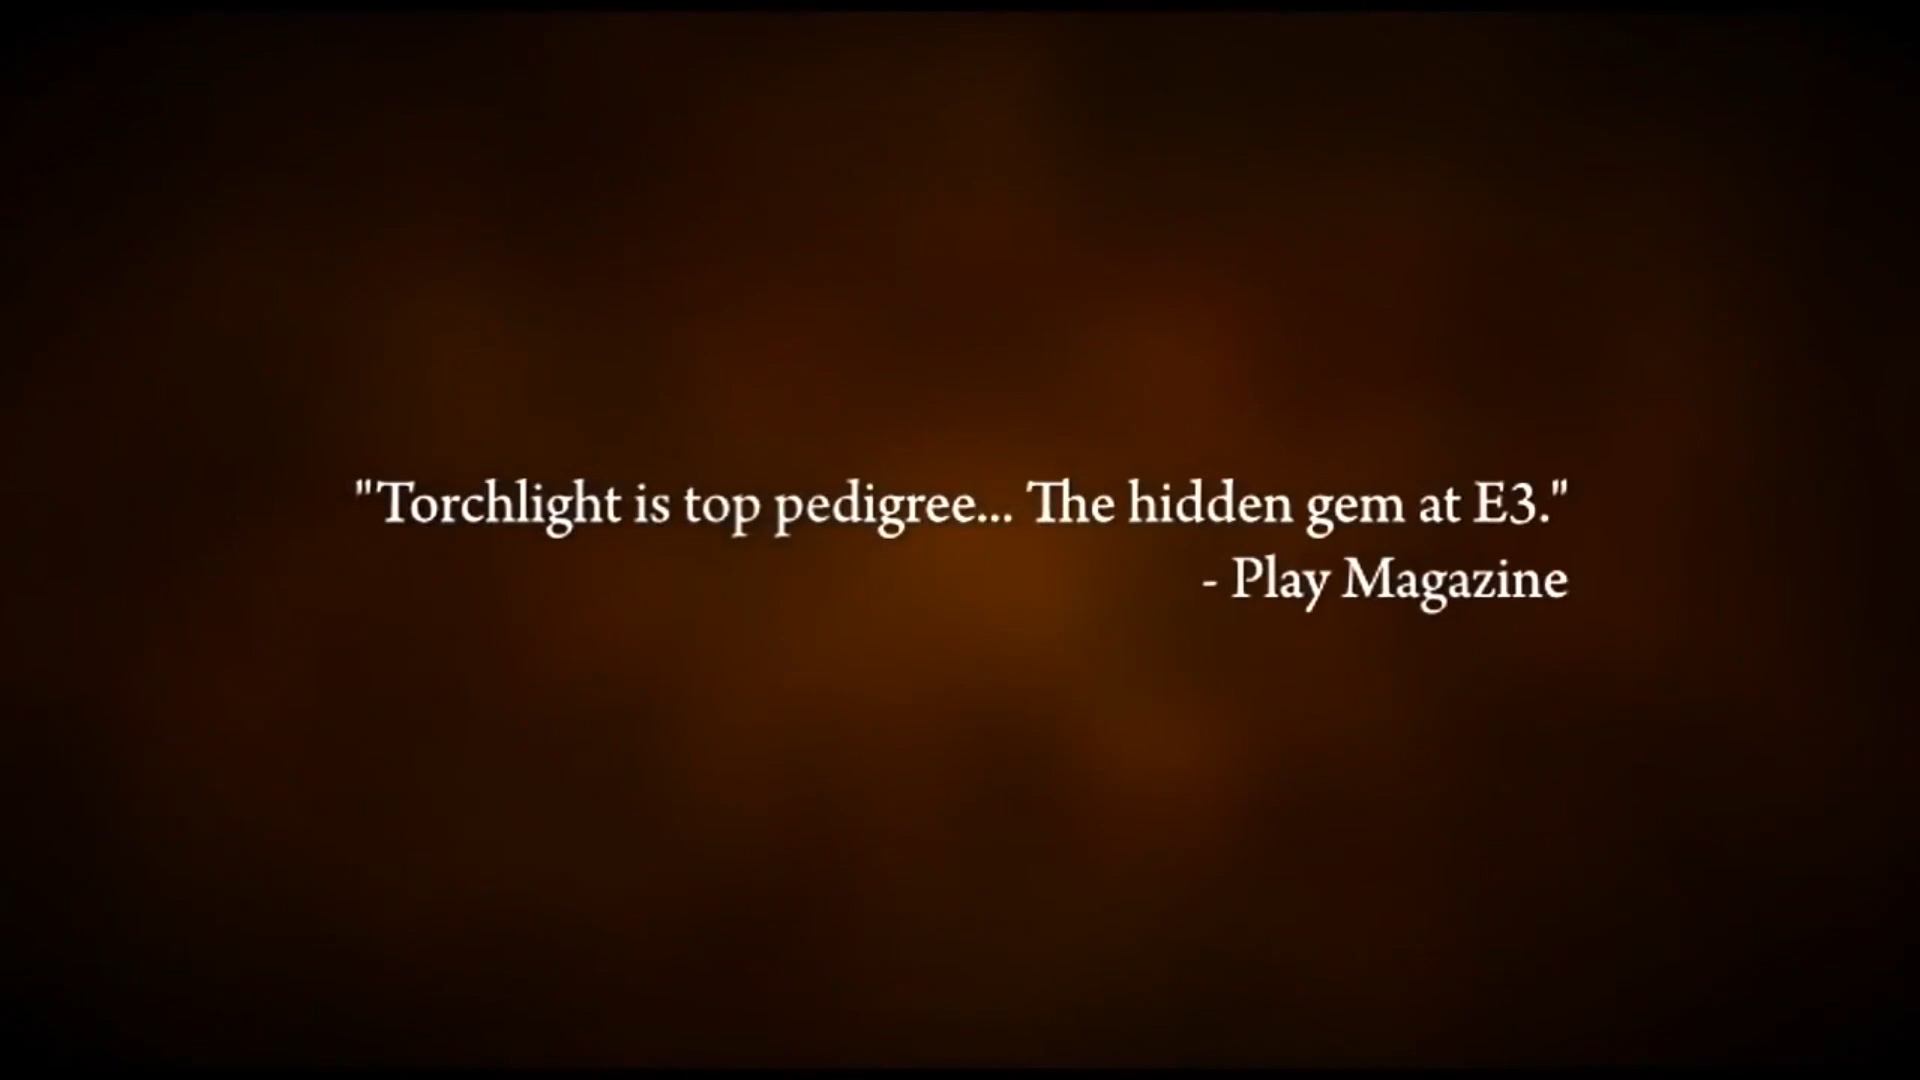 "Torchlight is top pedigree... The hidden gem at E3."
- Play Magazine